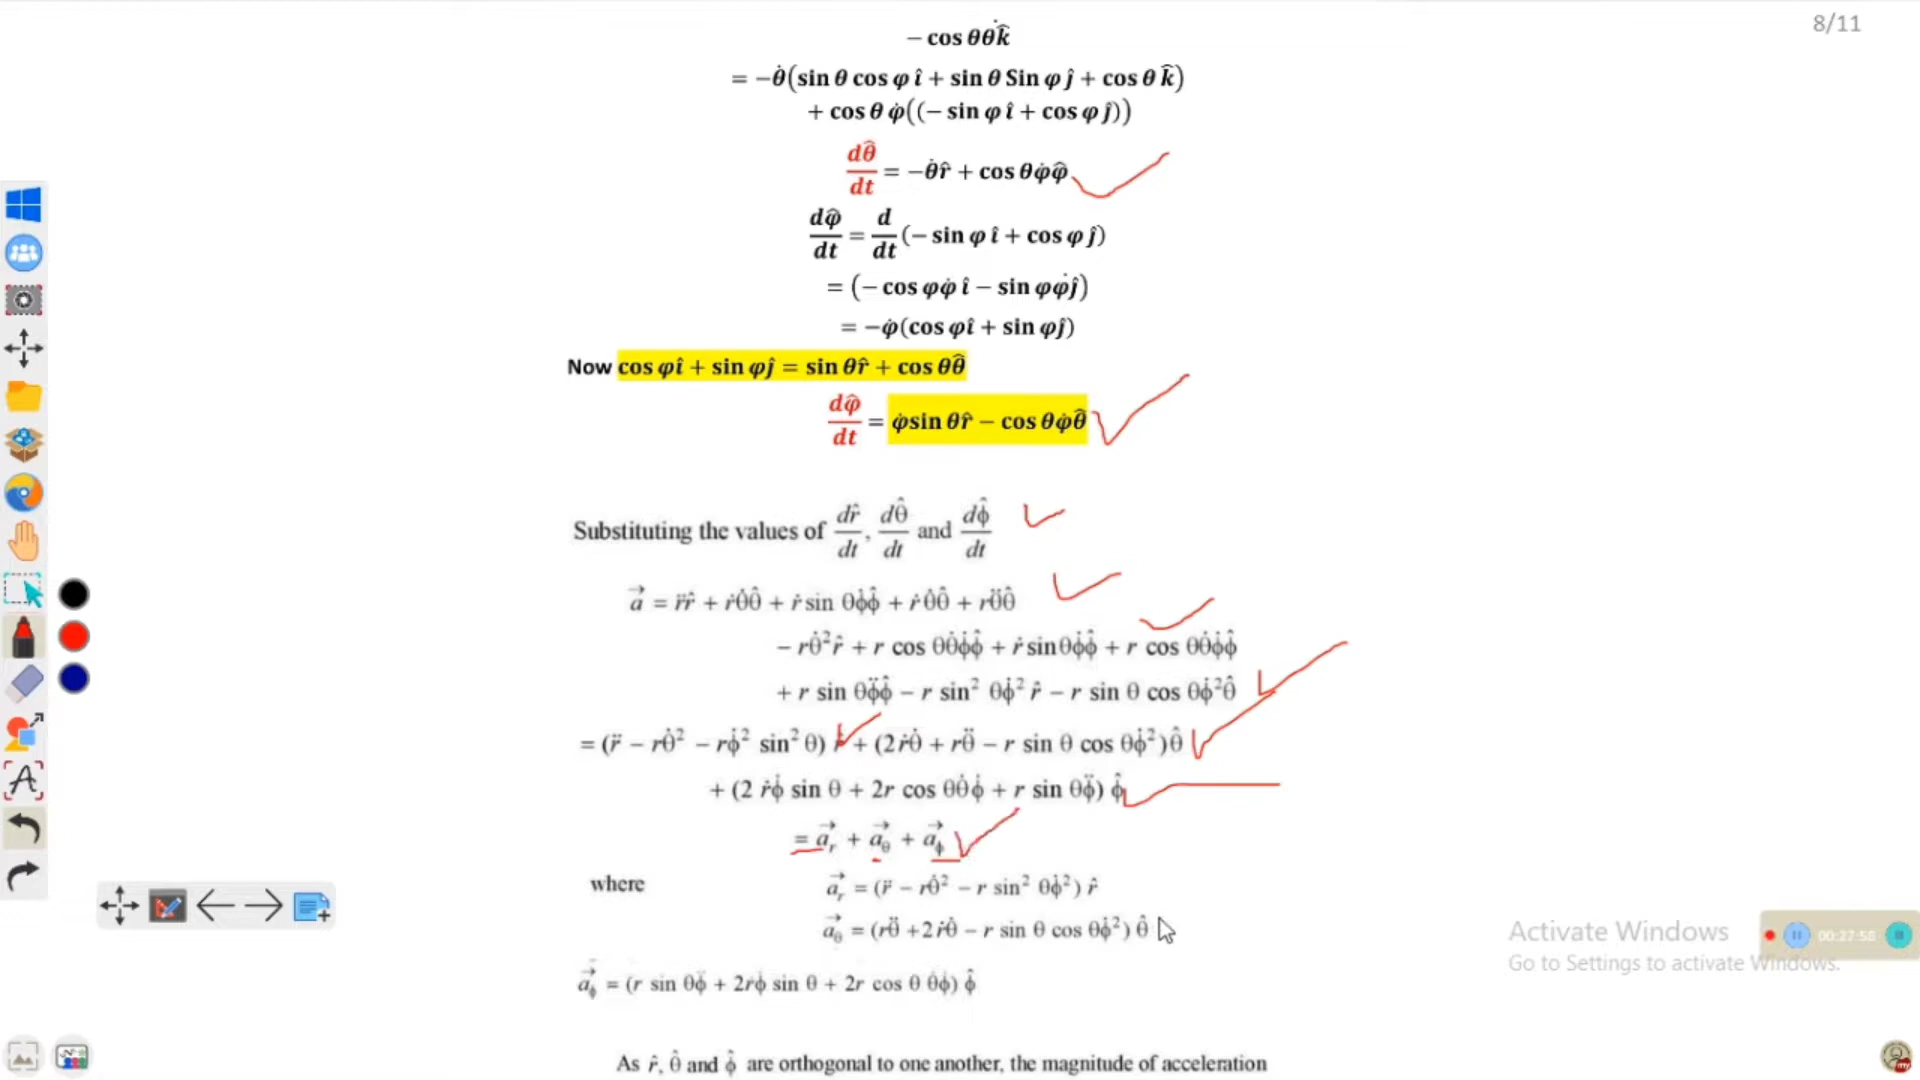 8/11
− cos θθ̇k̂
= −θ̇(sin θ cos φ î + sin θ Sin φ ĵ + cos θ k̂)
+ cos θ φ̇((− sin φ î + cos φ ĵ))
dθ̂/dt = −θ̇r̂ + cos θφ̇φ̂
dφ̂/dt = d/dt (− sin φ î + cos φ ĵ)
= (− cos φφ̇ î − sin φφ̇ĵ)
= −φ̇(cos φî + sin φĵ)
Now cos φî + sin φĵ = sin θr̂ + cos θθ̂
dφ̂/dt = φ̇sin θr̂ − cos θφ̇θ̂
Substituting the values of dr̂/dt, dθ̂/dt and dϕ̂/dt
a⃗ = r̈r̂ + ṙθ̇θ̂ + ṙ sin θϕ̇ϕ̂ + ṙθ̇θ̂ + rθ̈θ̂
− rθ̇²r̂ + r cos θθ̇ϕ̇ϕ̂ + ṙ sinθϕ̇ϕ̂ + r cos θθ̇ϕ̇ϕ̂
+ r sin θϕ̈ϕ̂ − r sin² θϕ̇² r̂ − r sin θ cos θϕ̇²θ̂
= (r̈ − rθ̇² − rϕ̇² sin² θ) r̂ + (2ṙθ̇ + rθ̈ − r sin θ cos θϕ̇²)θ̂
+ (2 ṙϕ̇ sin θ + 2r cos θθ̇ϕ̇ + r sin θϕ̈) ϕ̂
= a⃗r + a⃗θ + a⃗ϕ
where a⃗r = (r̈ − rθ̇² − r sin² θϕ̇²) r̂
a⃗θ = (rθ̈ +2ṙθ̇ − r sin θ cos θϕ̇²) θ̂
Activate Windows
00:27:58
Go to Settings to activate Windows.
a⃗ϕ = (r sin θϕ̈ + 2ṙϕ̇ sin θ + 2r cos θ θ̇ϕ̇) ϕ̂
As r̂, θ̂ and ϕ̂ are orthogonal to one another, the magnitude of acceleration